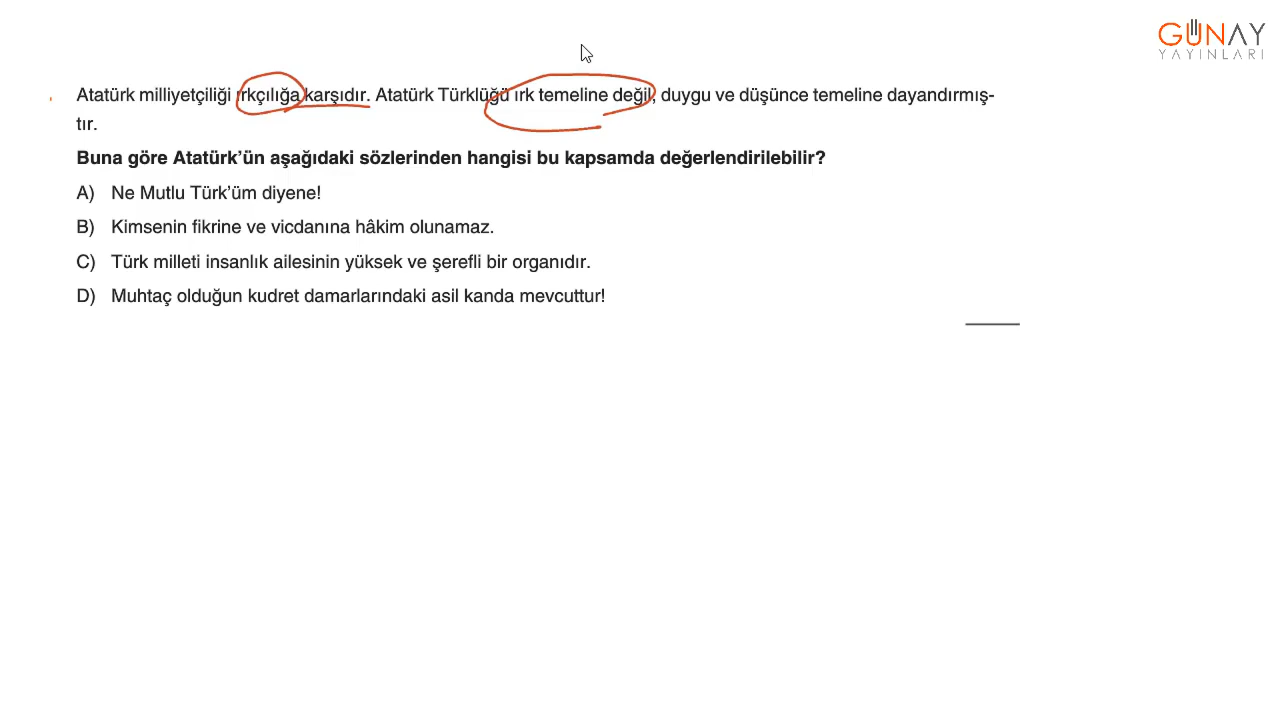 GÜNAY
YAYINLARI
Atatürk milliyetçiliği ırkçılığa karşıdır. Atatürk Türklüğü ırk temeline değil, duygu ve düşünce temeline dayandırmış-
tır.
Buna göre Atatürk’ün aşağıdaki sözlerinden hangisi bu kapsamda değerlendirilebilir?
A) Ne Mutlu Türk’üm diyene!
B) Kimsenin fikrine ve vicdanına hâkim olunamaz.
C) Türk milleti insanlık ailesinin yüksek ve şerefli bir organıdır.
D) Muhtaç olduğun kudret damarlarındaki asil kanda mevcuttur!